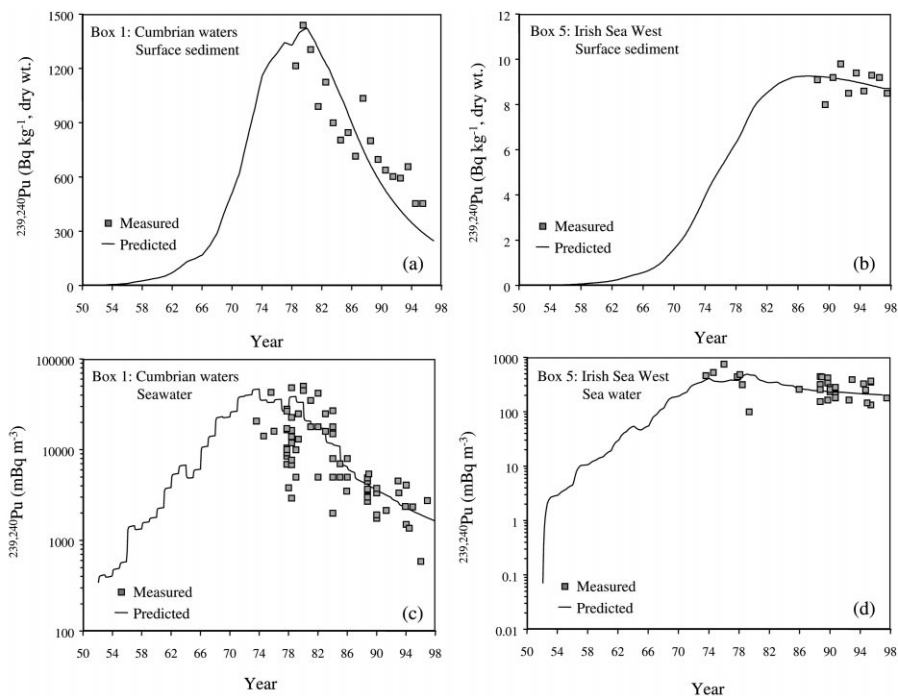 1500
1200
900
600
300
0
²³⁹,²⁴⁰Pu (Bq kg⁻¹, dry wt.)
Box 1: Cumbrian waters
Surface sediment
Measured
Predicted
(a)
50 54 58 62 66 70 74 78 82 86 90 94 98
Year
12
10
8
6
4
2
0
²³⁹,²⁴⁰Pu (Bq kg⁻¹, dry wt.)
Box 5: Irish Sea West
Surface sediment
Measured
Predicted
(b)
50 54 58 62 66 70 74 78 82 86 90 94 98
Year
100000
10000
1000
100
²³⁹,²⁴⁰Pu (mBq m⁻³)
Box 1: Cumbrian waters
Seawater
Measured
Predicted
(c)
50 54 58 62 66 70 74 78 82 86 90 94 98
Year
1000
100
10
1
0.1
0.01
²³⁹,²⁴⁰Pu (mBq m⁻³)
Box 5: Irish Sea West
Sea water
Measured
Predicted
(d)
50 54 58 62 66 70 74 78 82 86 90 94 98
Year